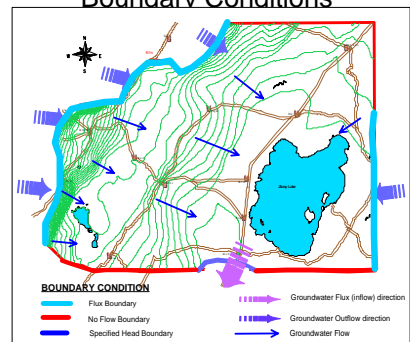 Boundary Conditions
N
W E
S
BOUNDARY CONDITION
Flux Boundary
No Flow Boundary
Specified Head Boundary
Groundwater Flux (inflow) direction
Groundwater Outflow direction
Groundwater Flow